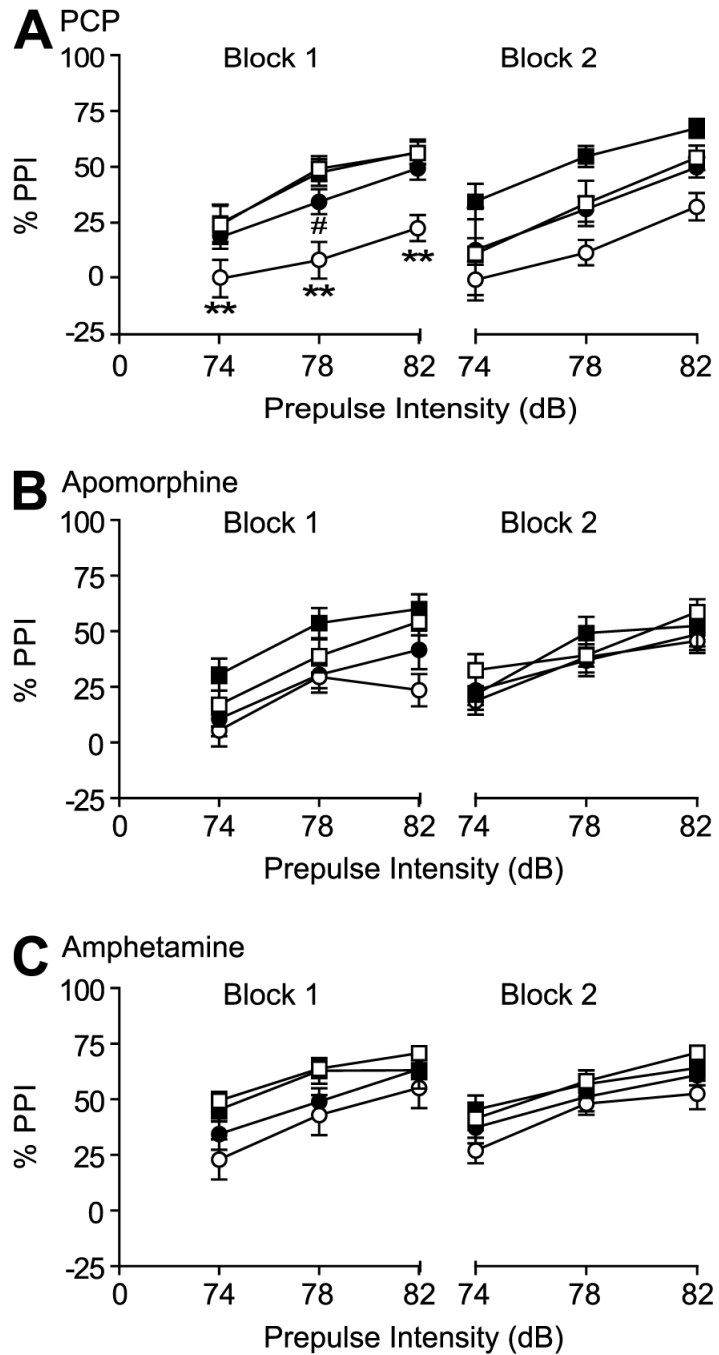 A PCP
Block 1 Block 2
100
75
50
25
0
-25
% PPI
#
** ** **
0 74 78 82 74 78 82
Prepulse Intensity (dB)
B Apomorphine
Block 1 Block 2
100
75
50
25
0
-25
% PPI
0 74 78 82 74 78 82
Prepulse Intensity (dB)
C Amphetamine
Block 1 Block 2
100
75
50
25
0
-25
% PPI
0 74 78 82 74 78 82
Prepulse Intensity (dB)